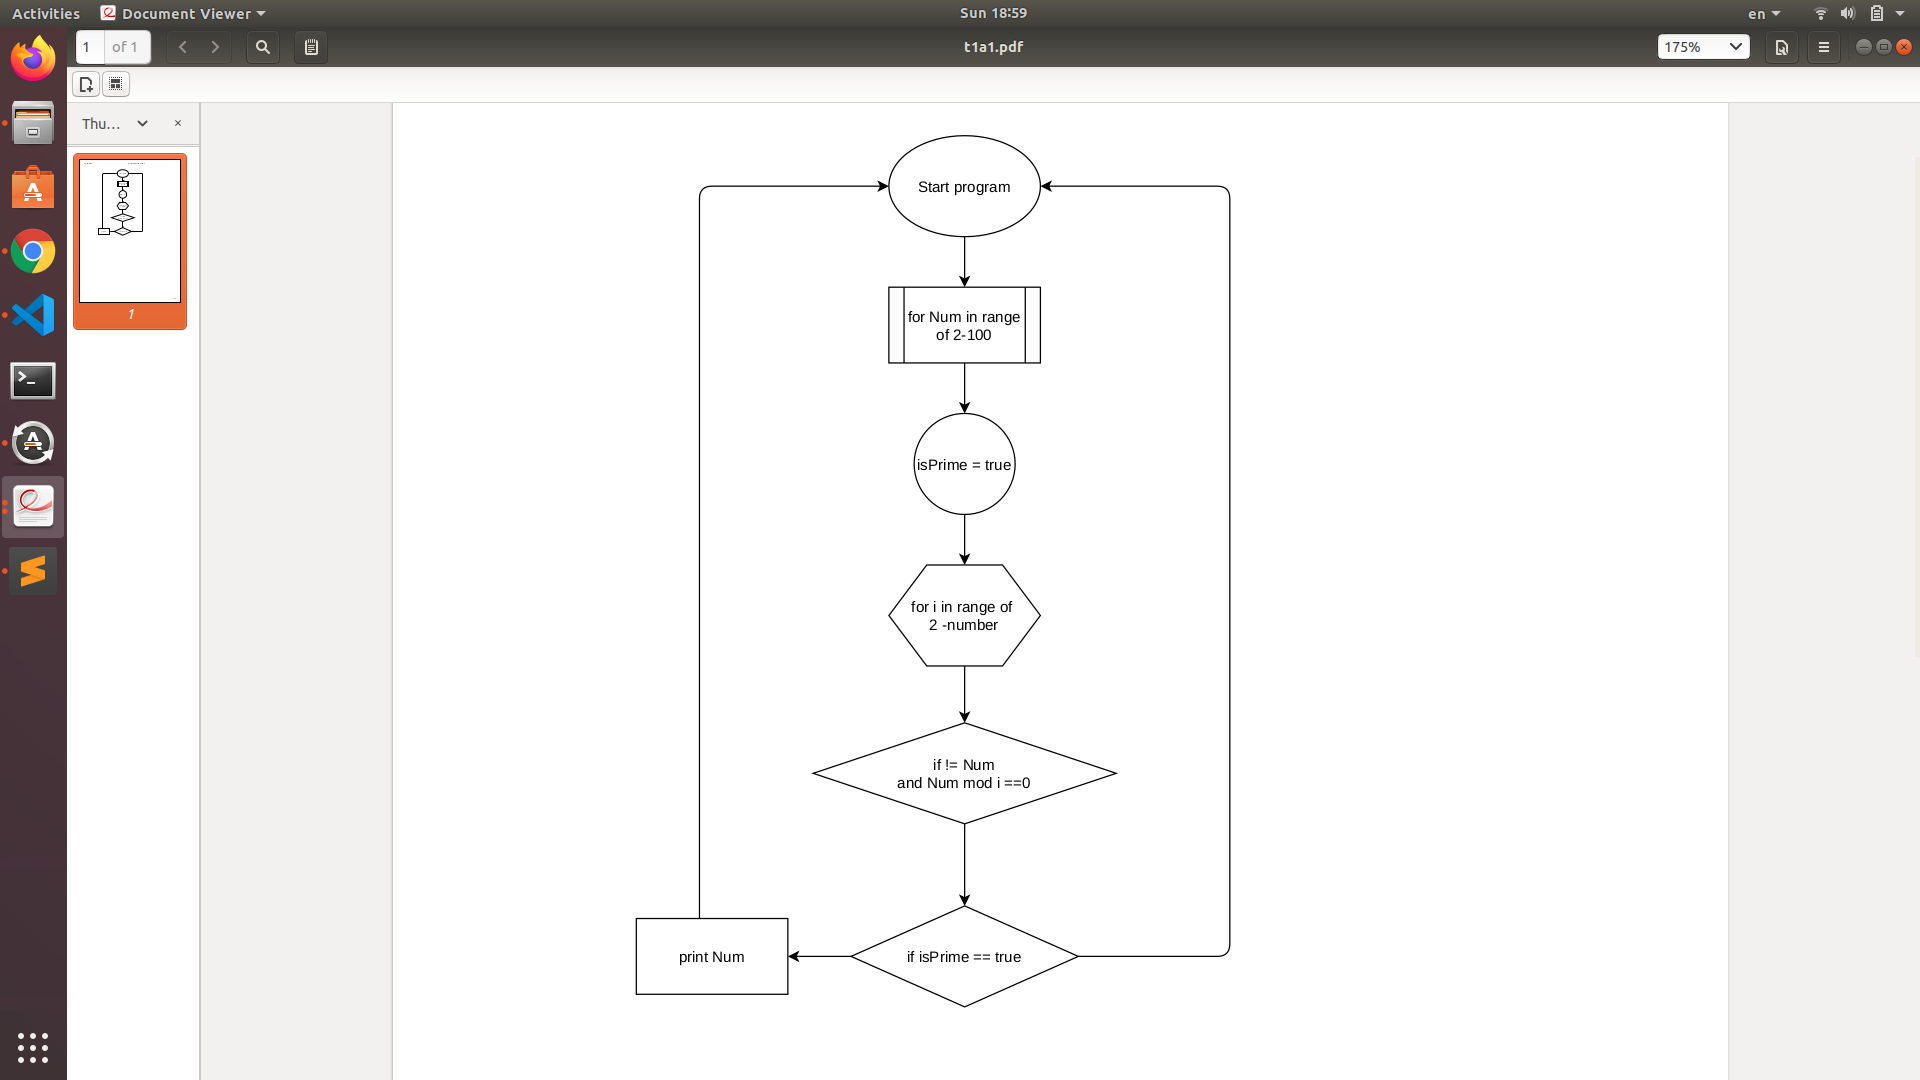 Activities
Document Viewer
Sun 18:59
en
1 of 1
t1a1.pdf
175%
Thu...
1
Start program
for Num in range
of 2-100
isPrime = true
for i in range of
2 -number
if != Num
and Num mod i ==0
if isPrime == true
print Num